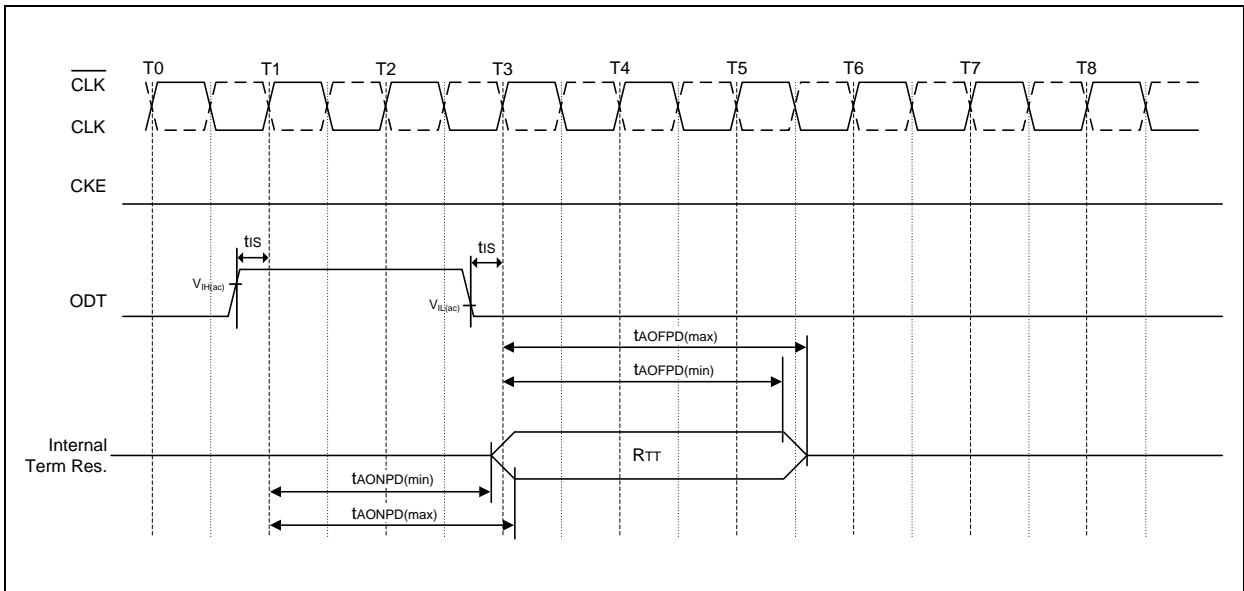 T0 T1 T2 T3 T4 T5 T6 T7 T8
CLK
CLK
CKE
tIS tIS
VIH(ac)
ODT
VIL(ac)
tAOFPD(max)
tAOFPD(min)
Internal
Term Res.
RTT
tAONPD(min)
tAONPD(max)